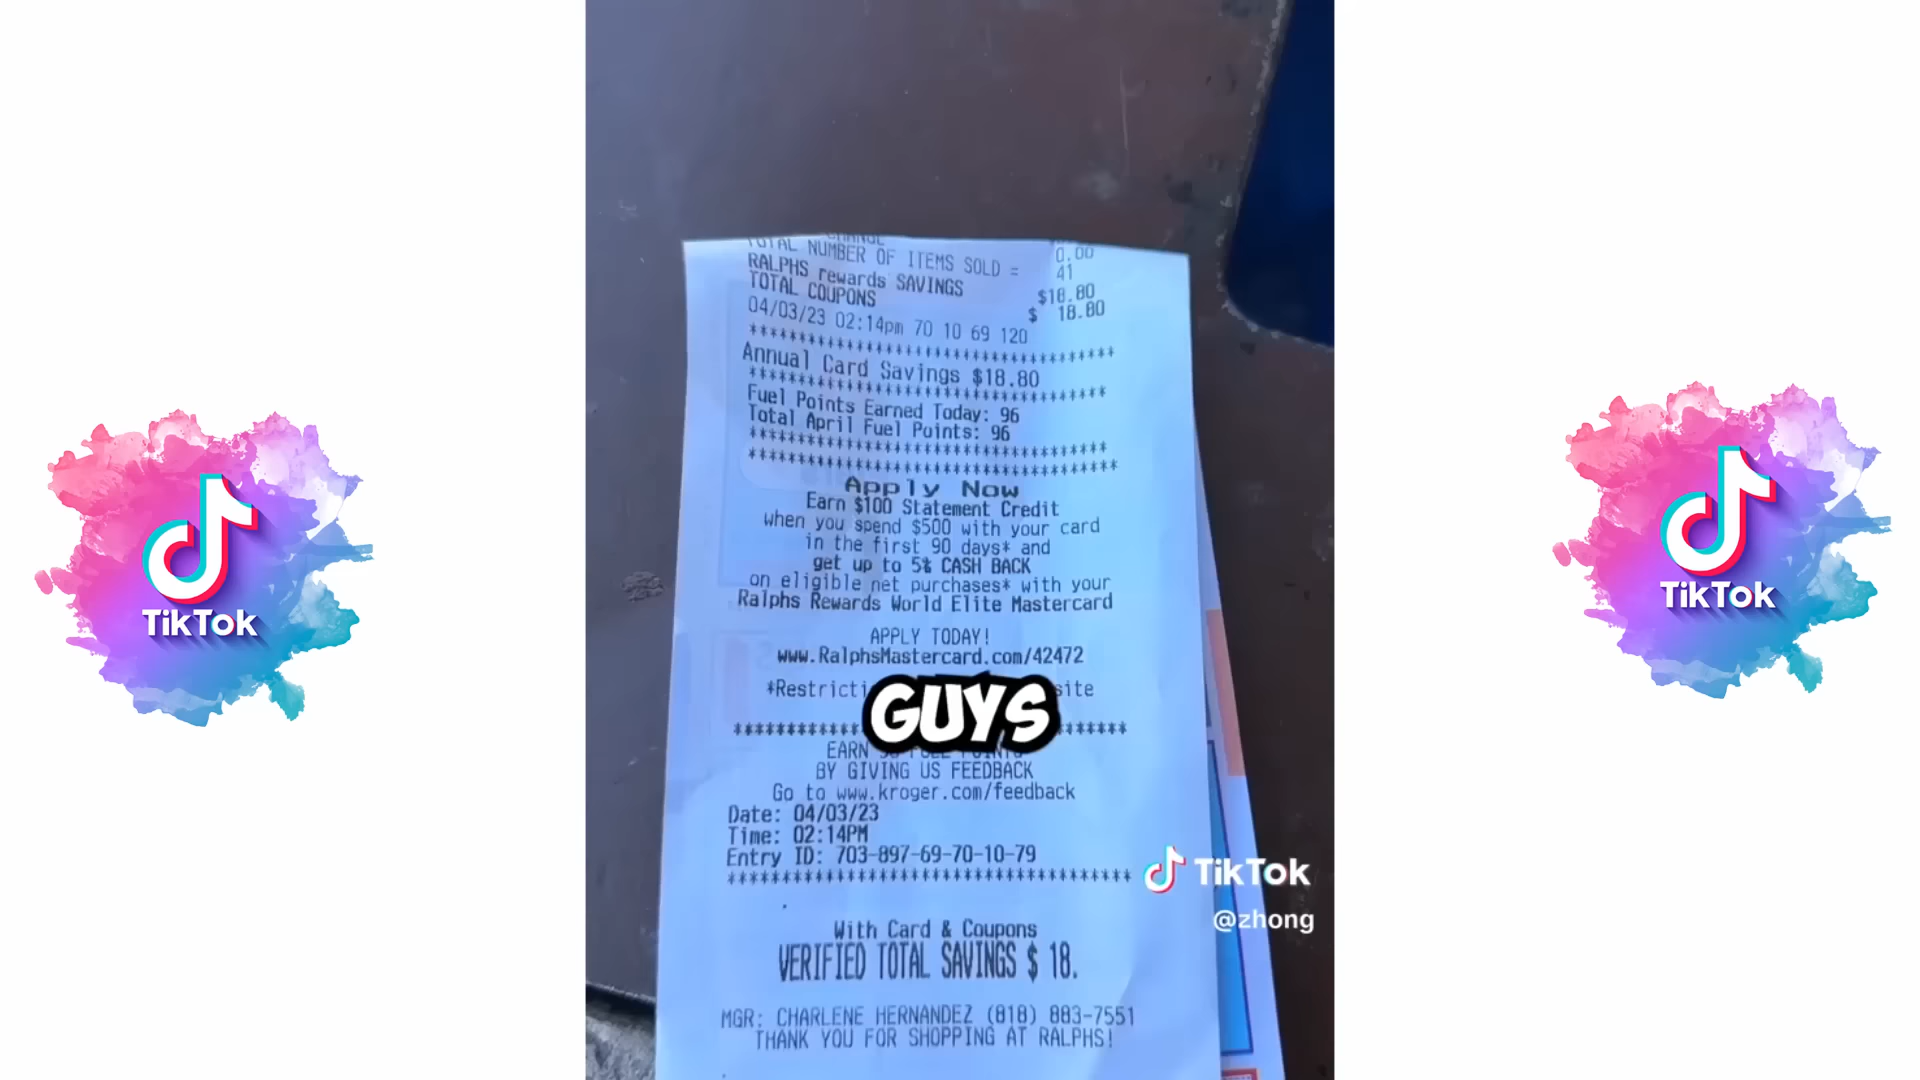 CHANGE 0.00
TOTAL NUMBER OF ITEMS SOLD = 41
RALPHS rewards SAVINGS $18.80
TOTAL COUPONS $ 18.80
04/03/23 02:14pm 70 10 69 120
*************************************
Annual Card Savings $18.80
*************************************
Fuel Points Earned Today: 96
Total April Fuel Points: 96
*************************************
*************************************
Apply Now
Earn $100 Statement Credit
when you spend $500 with your card
in the first 90 days* and
get up to 5% CASH BACK
on eligible net purchases* with your
Ralphs Rewards World Elite Mastercard
APPLY TODAY!
www.RalphsMastercard.com/42472
*Restricti site
GUYS
*************************************
EARN FUEL POINTS
BY GIVING US FEEDBACK
Go to www.kroger.com/feedback
Date: 04/03/23
Time: 02:14PM
Entry ID: 703-897-69-70-10-79
*************************************
With Card & Coupons
VERIFIED TOTAL SAVINGS $ 18.
MGR: CHARLENE HERNANDEZ (818) 883-7551
THANK YOU FOR SHOPPING AT RALPHS!
TikTok
@zhong
TikTok
TikTok